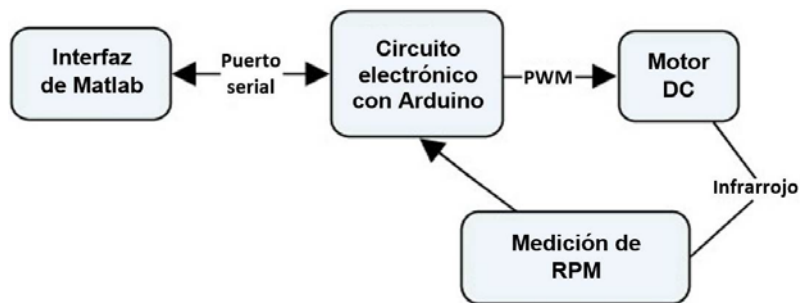 Interfaz
de Matlab
Puerto
serial
Circuito
electrónico
con Arduino
PWM
Motor
DC
Infrarrojo
Medición de
RPM